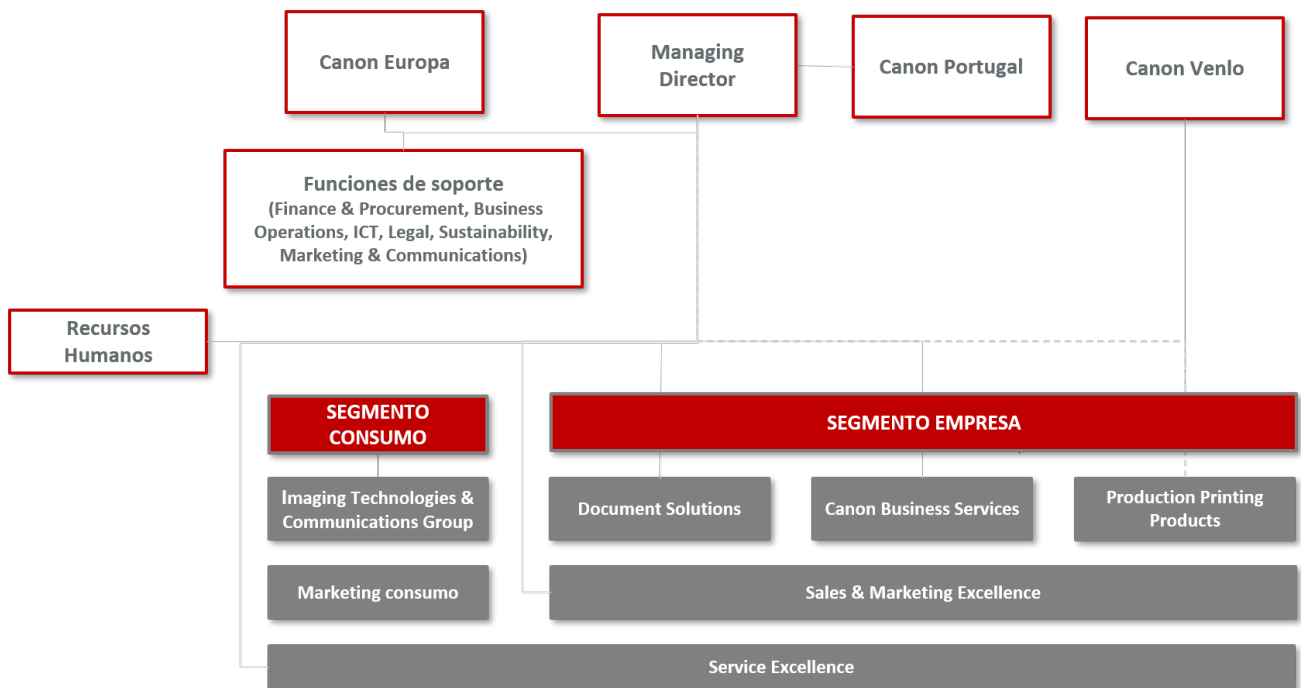 Canon Europa
Managing
Director
Canon Portugal
Canon Venlo
Funciones de soporte
(Finance & Procurement, Business
Operations, ICT, Legal, Sustainability,
Marketing & Communications)
Recursos
Humanos
SEGMENTO
CONSUMO
SEGMENTO EMPRESA
Imaging Technologies &
Communications Group
Document Solutions
Canon Business Services
Production Printing
Products
Marketing consumo
Sales & Marketing Excellence
Service Excellence